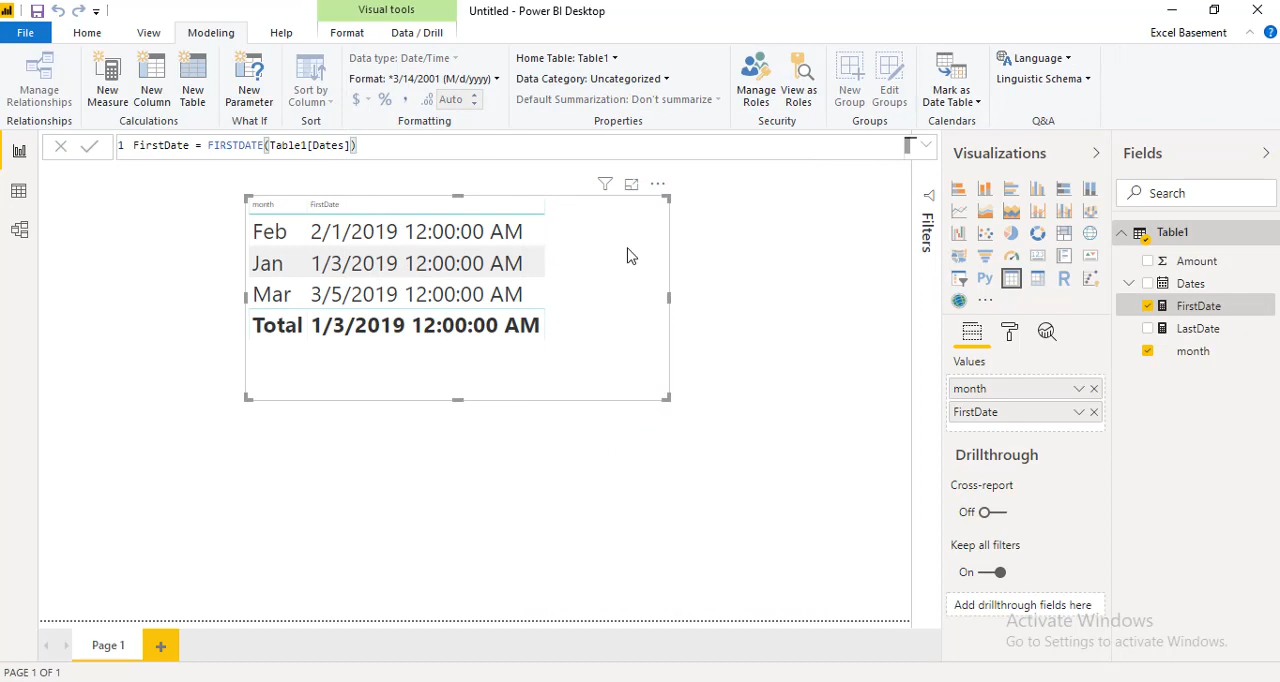 Visual tools
Untitled - Power BI Desktop
File Home View Modeling Help Format Data / Drill Excel Basement
Manage Relationships
New Measure
New Column
New Table
New Parameter
Sort by Column
Data type: Date/Time
Format: *3/14/2001 (M/d/yyyy)
$ % , .00 Auto
Home Table: Table1
Data Category: Uncategorized
Default Summarization: Don't summarize
Manage Roles
View as Roles
New Group
Edit Groups
Mark as Date Table
Language
Linguistic Schema
Relationships Calculations What If Sort Formatting Properties Security Groups Calendars Q&A
1 FirstDate = FIRSTDATE(Table1[Dates])
month FirstDate
Feb 2/1/2019 12:00:00 AM
Jan 1/3/2019 12:00:00 AM
Mar 3/5/2019 12:00:00 AM
Total 1/3/2019 12:00:00 AM
Filters
Visualizations
Py
R
Values
month
FirstDate
Drillthrough
Cross-report
Off
Keep all filters
On
Add drillthrough fields here
Fields
Search
Table1
Amount
Dates
FirstDate
LastDate
month
Activate Windows
Go to Settings to activate Windows.
Page 1
PAGE 1 OF 1